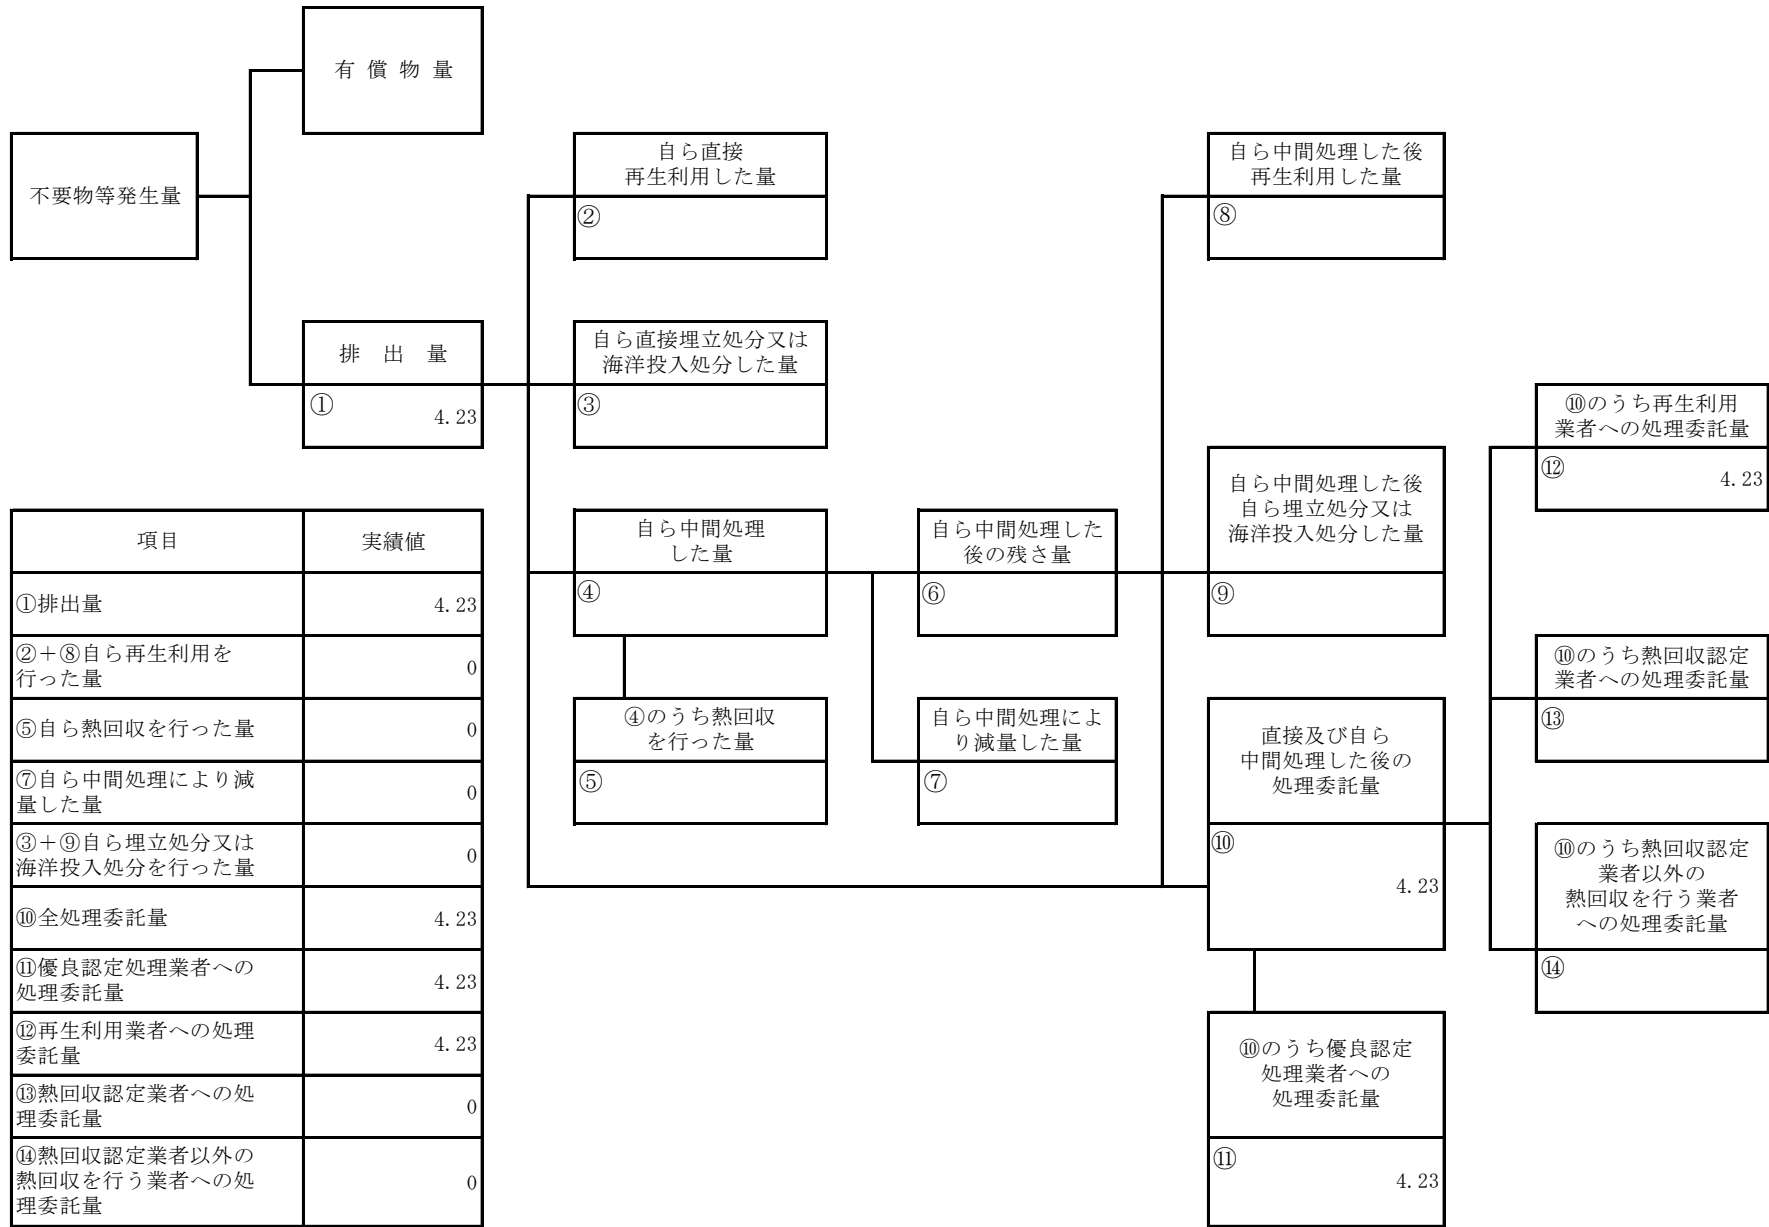 有 償 物 量
不要物等発生量
自ら直接
再生利用した量
②
自ら中間処理した後
再生利用した量
⑧
排 出 量
①
4.23
自ら直接埋立処分又は
海洋投入処分した量
③
⑩のうち再生利用
業者への処理委託量
⑫
4.23
自ら中間処理
した量
④
自ら中間処理した
後の残さ量
⑥
自ら中間処理した後
自ら埋立処分又は
海洋投入処分した量
⑨
⑩のうち熱回収認定
業者への処理委託量
⑬
④のうち熱回収
を行った量
⑤
自ら中間処理によ
り減量した量
⑦
直接及び自ら
中間処理した後の
処理委託量
⑩
4.23
⑩のうち熱回収認定
業者以外の
熱回収を行う業者
への処理委託量
⑭
⑩のうち優良認定
処理業者への
処理委託量
⑪
4.23
項目 実績値
①排出量 4.23
②+⑧自ら再生利用を
行った量 0
⑤自ら熱回収を行った量 0
⑦自ら中間処理により減
量した量 0
③+⑨自ら埋立処分又は
海洋投入処分を行った量 0
⑩全処理委託量 4.23
⑪優良認定処理業者への
処理委託量 4.23
⑫再生利用業者への処理
委託量 4.23
⑬熱回収認定業者への処
理委託量 0
⑭熱回収認定業者以外の
熱回収を行う業者への処
理委託量 0